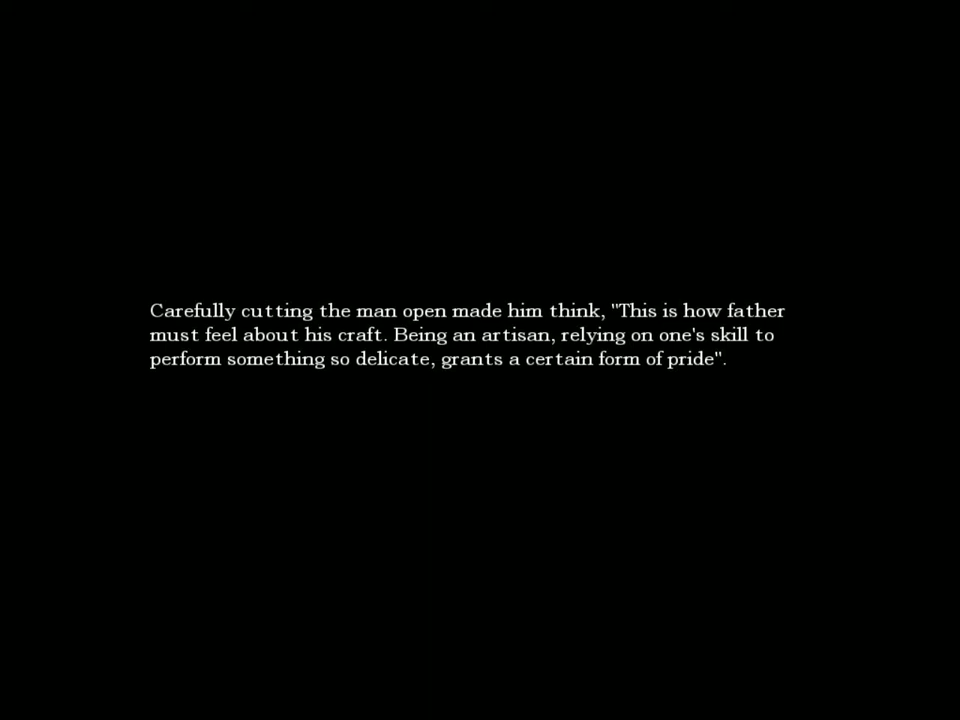 Carefully cutting the man open made him think, "This is how father
must feel about his craft. Being an artisan, relying on one's skill to
perform something so delicate, grants a certain form of pride".